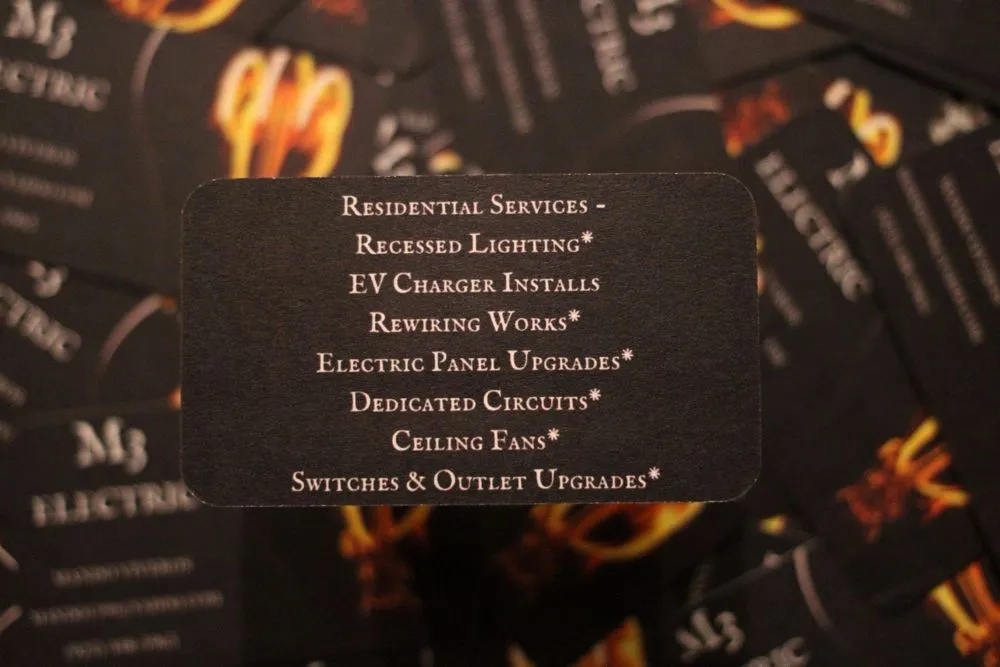 Residential Services -
Recessed Lighting*
EV Charger Installs
Rewiring Works*
Electric Panel Upgrades*
Dedicated Circuits*
Ceiling Fans*
Switches & Outlet Upgrades*
M3
ELECTRIC
M3
ELECTRIC
ELECTRIC
M3